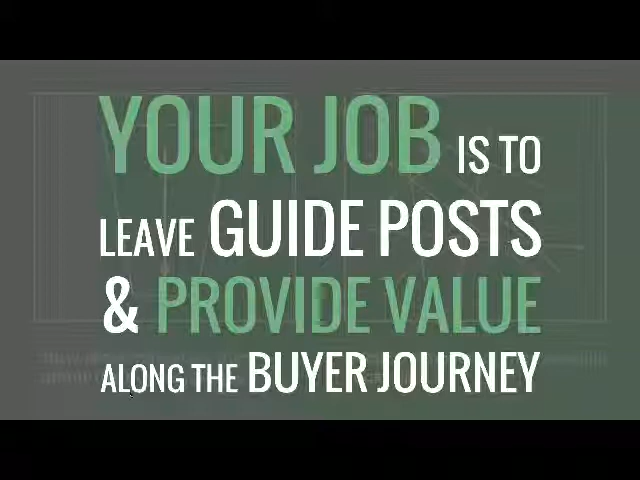 YOUR JOB IS TO
LEAVE GUIDE POSTS
& PROVIDE VALUE
ALONG THE BUYER JOURNEY